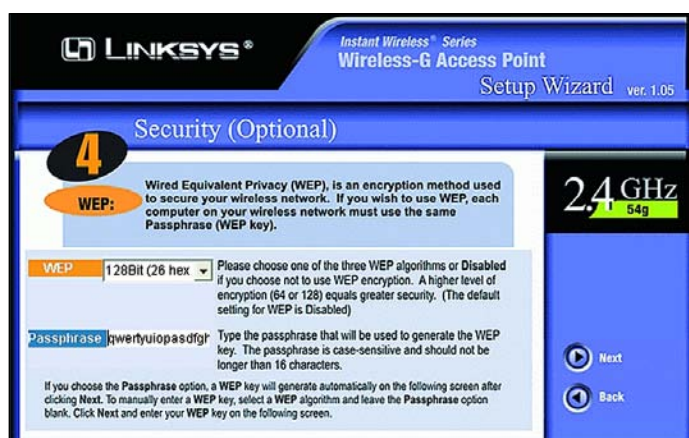 LINKSYS®
Instant Wireless® Series
Wireless-G Access Point
Setup Wizard ver. 1.05
Security (Optional)
4
WEP:
Wired Equivalent Privacy (WEP), is an encryption method used
to secure your wireless network. If you wish to use WEP, each
computer on your wireless network must use the same
Passphrase (WEP key).
2.4 GHz
54g
WEP
128Bit (26 hex
Please choose one of the three WEP algorithms or Disabled
if you choose not to use WEP encryption. A higher level of
encryption (64 or 128) equals greater security. (The default
setting for WEP is Disabled)
Passphrase
qwertyuiopasdfgh
Type the passphrase that will be used to generate the WEP
key. The passphrase is case-sensitive and should not be
longer than 16 characters.
If you choose the Passphrase option, a WEP key will generate automatically on the following screen after
clicking Next. To manually enter a WEP key, select a WEP algorithm and leave the Passphrase option
blank. Click Next and enter your WEP key on the following screen.
Next
Back